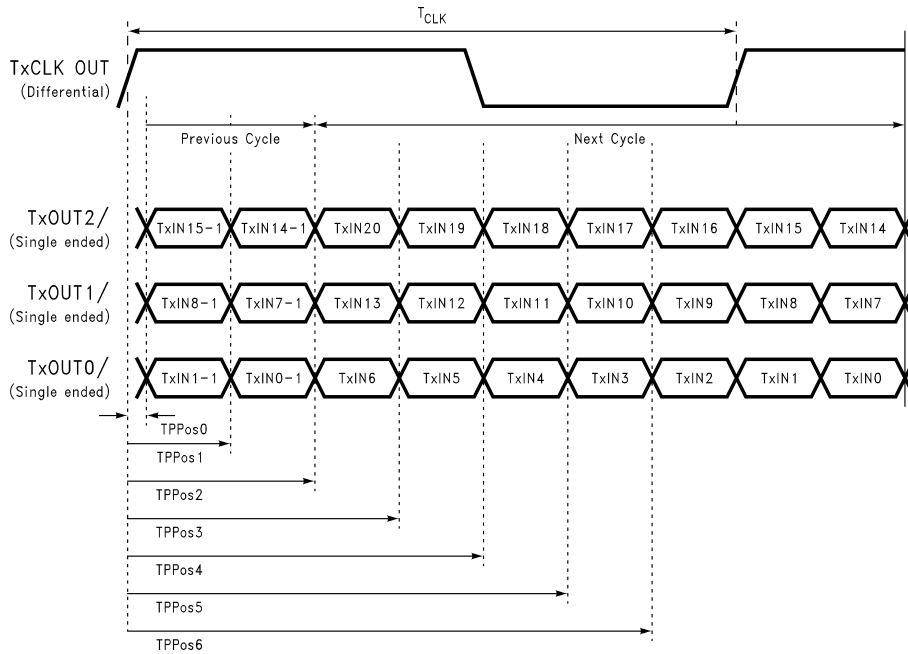 TCLK
TxCLK OUT
(Differential)
Previous Cycle
Next Cycle
TxOUT2/
(Single ended)
TxIN15-1 TxIN14-1 TxIN20 TxIN19 TxIN18 TxIN17 TxIN16 TxIN15 TxIN14
TxOUT1/
(Single ended)
TxIN8-1 TxIN7-1 TxIN13 TxIN12 TxIN11 TxIN10 TxIN9 TxIN8 TxIN7
TxOUT0/
(Single ended)
TxIN1-1 TxIN0-1 TxIN6 TxIN5 TxIN4 TxIN3 TxIN2 TxIN1 TxIN0
TPPos0
TPPos1
TPPos2
TPPos3
TPPos4
TPPos5
TPPos6